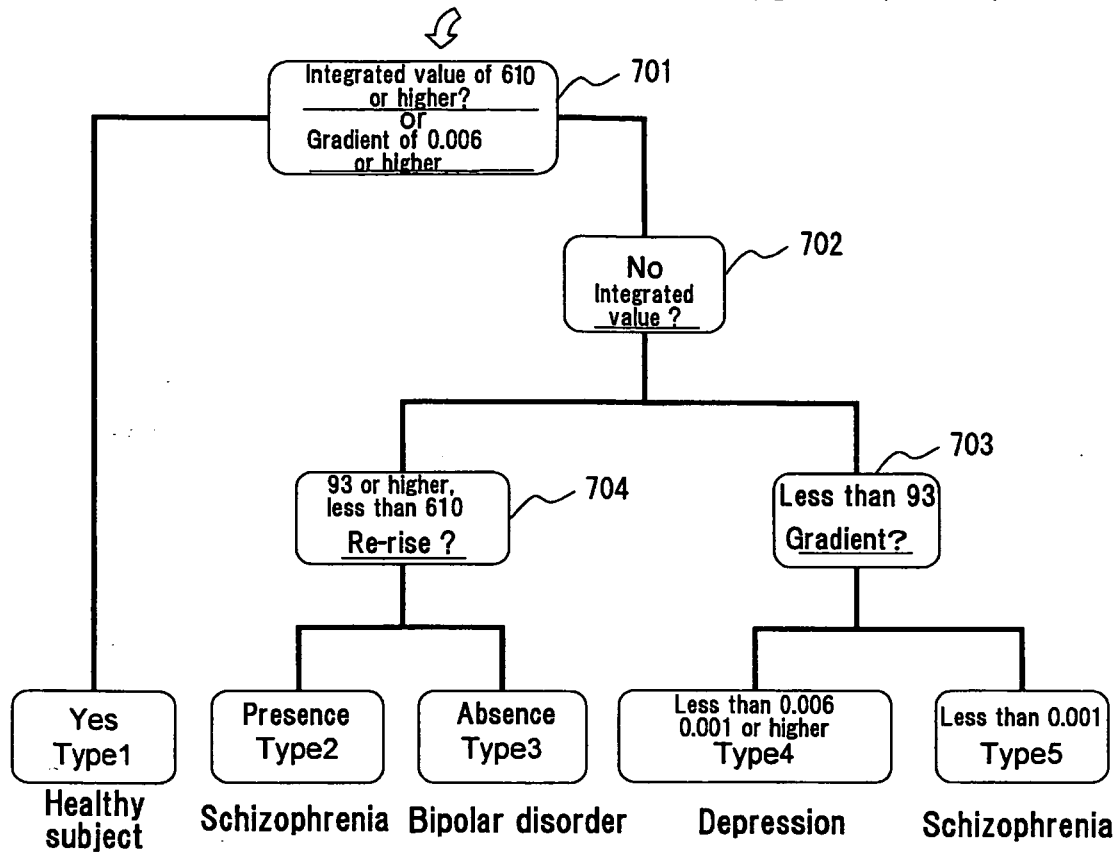 Integrated value of 610
or higher?
or
Gradient of 0.006
or higher
701
702
No
Integrated
value ?
703
93 or higher,
less than 610
Re-rise ?
704
Less than 93
Gradient?
Yes
Type1
Presence
Type2
Absence
Type3
Less than 0.006
0.001 or higher
Type4
Less than 0.001
Type5
Healthy
subject
Schizophrenia
Bipolar disorder
Depression
Schizophrenia